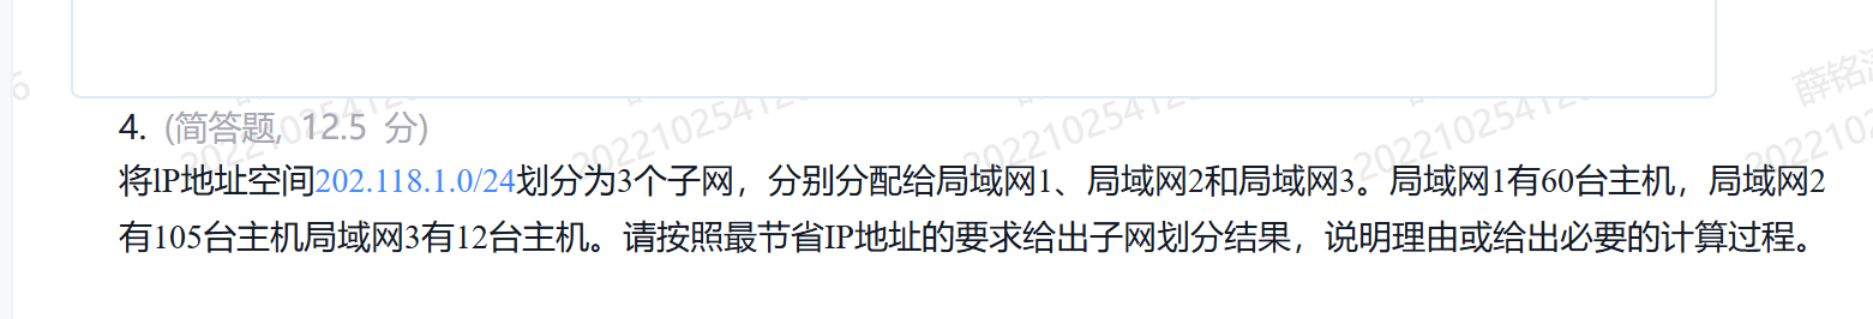 4. (简答题, 12.5 分)
将IP地址空间202.118.1.0/24划分为3个子网，分别分配给局域网1、局域网2和局域网3。局域网1有60台主机，局域网2
有105台主机局域网3有12台主机。请按照最节省IP地址的要求给出子网划分结果，说明理由或给出必要的计算过程。